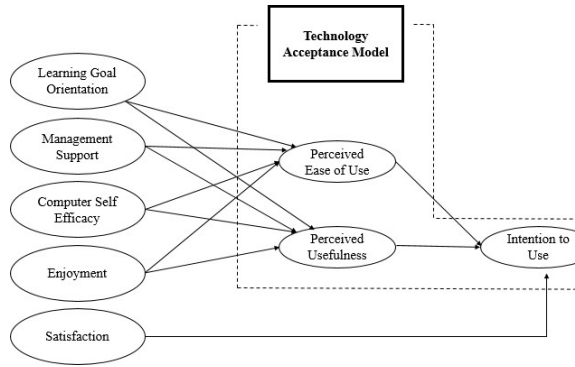 Technology
Acceptance Model
Learning Goal
Orientation
Management
Support
Computer Self
Efficacy
Enjoyment
Satisfaction
Perceived
Ease of Use
Perceived
Usefulness
Intention to
Use